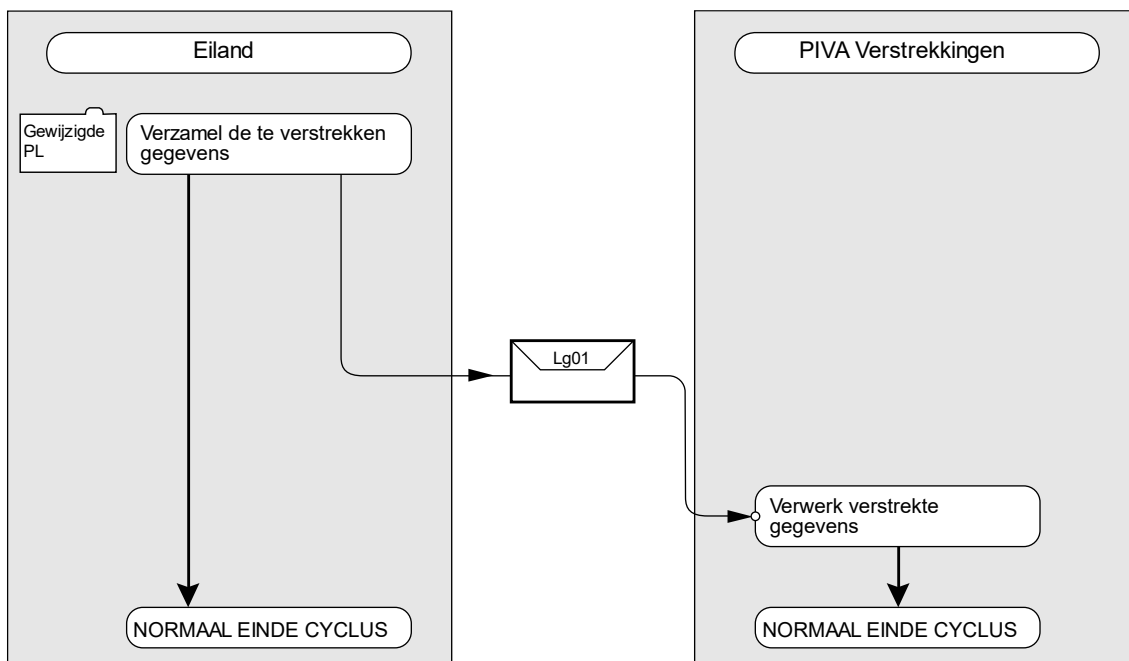 Eiland
PIVA Verstrekkingen
Gewijzigde
PL
Verzamel de te verstrekken
gegevens
Lg01
Verwerk verstrekte
gegevens
NORMAAL EINDE CYCLUS
NORMAAL EINDE CYCLUS